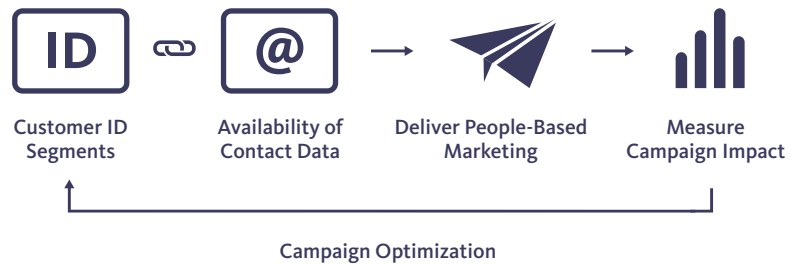 ID
@
Customer ID
Segments
Availability of
Contact Data
Deliver People-Based
Marketing
Measure
Campaign Impact
Campaign Optimization